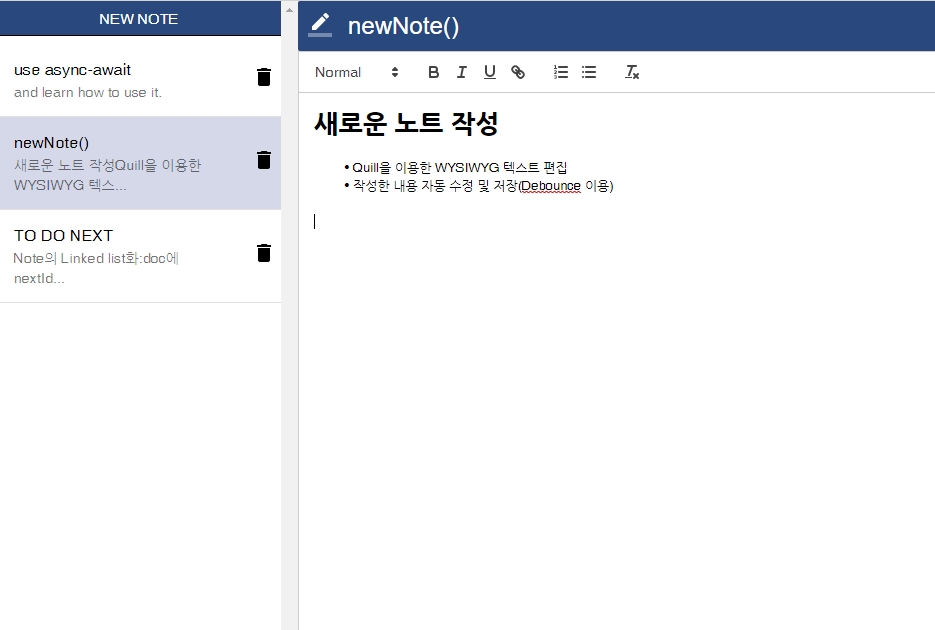 NEW NOTE
use async-await
and learn how to use it.
newNote()
새로운 노트 작성Quill을 이용한
WYSIWYG 텍스...
TO DO NEXT
Note의 Linked list화:doc에
nextId...
newNote()
Normal
새로운 노트 작성
• Quill을 이용한 WYSIWYG 텍스트 편집
• 작성한 내용 자동 수정 및 저장(Debounce 이용)